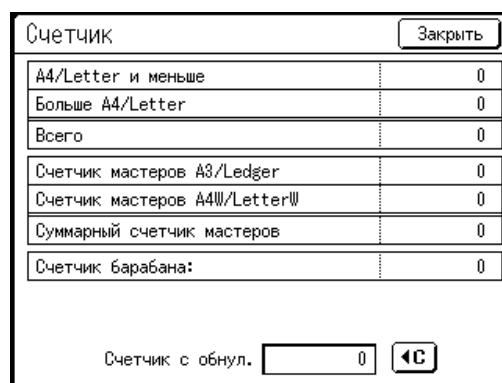 Счетчик Закрыть
A4/Letter и меньше 0
Больше A4/Letter 0
Всего 0
Счетчик мастеров A3/Ledger 0
Счетчик мастеров A4W/LetterW 0
Суммарный счетчик мастеров 0
Счетчик барабана: 0
Счетчик с обнул. 0 ◀C